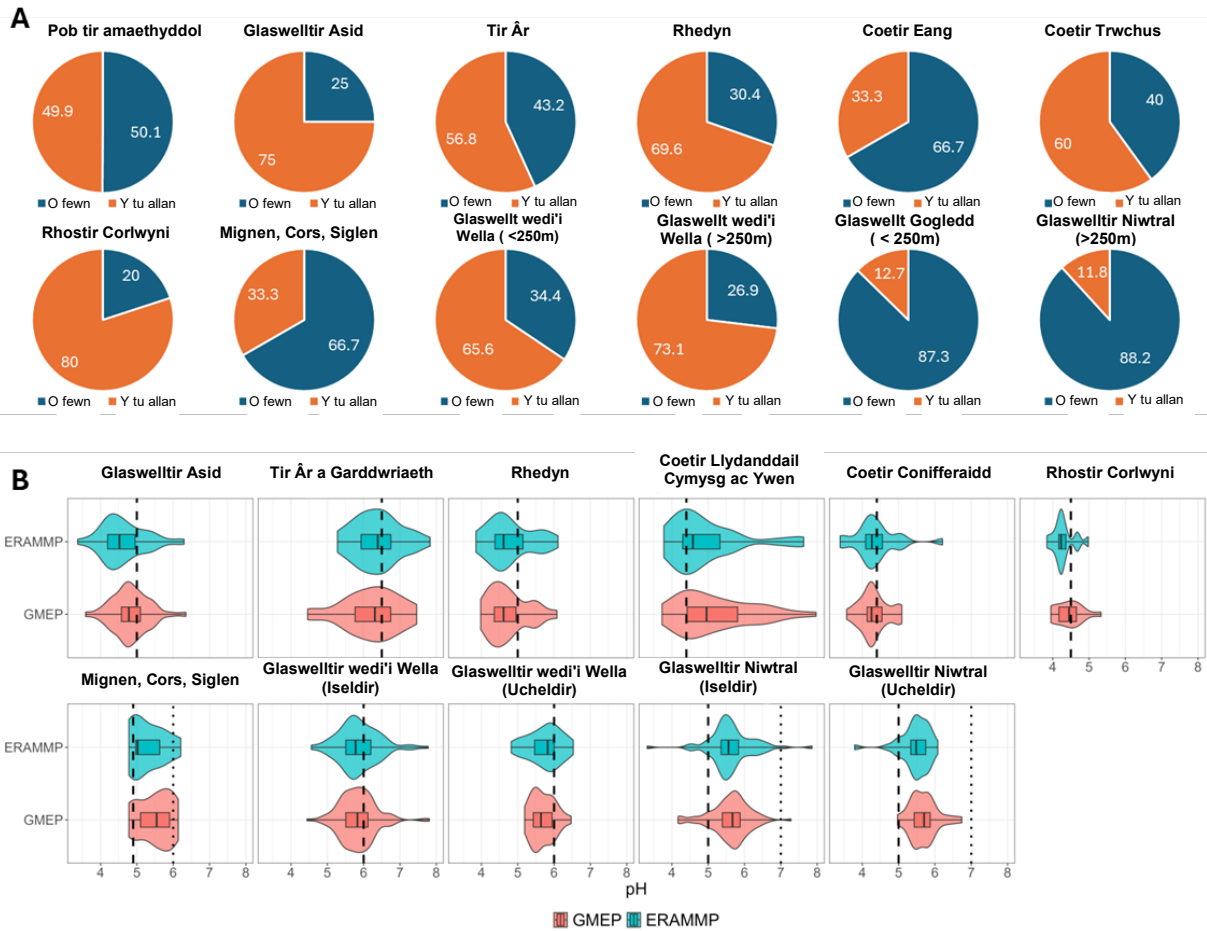 A
Pob tir amaethyddol
Glaswelltir Asid
Tir Âr
Rhedyn
Coetir Eang
Coetir Trwchus
49.9
50.1
25
75
43.2
56.8
30.4
69.6
33.3
66.7
40
60
O fewn Y tu allan
O fewn Y tu allan
O fewn Y tu allan
O fewn Y tu allan
O fewn Y tu allan
O fewn Y tu allan
Rhostir Corlwyni
Mignen, Cors, Siglen
Glaswellt wedi'i
Wella ( <250m)
Glaswellt wedi'i
Wella ( >250m)
Glaswellt Gogledd
( < 250m)
Glaswelltir Niwtral
(>250m)
20
80
33.3
66.7
34.4
65.6
26.9
73.1
12.7
87.3
11.8
88.2
O fewn Y tu allan
O fewn Y tu allan
O fewn Y tu allan
O fewn Y tu allan
O fewn Y tu allan
O fewn Y tu allan
B
Glaswelltir Asid
Tir Âr a Garddwriaeth
Rhedyn
Coetir Llydanddail
Cymysg ac Ywen
Coetir Conifferaidd
Rhostir Corlwyni
ERAMMP
GMEP
4 5 6 7 8
Mignen, Cors, Siglen
Glaswelltir wedi'i Wella
(Iseldir)
Glaswelltir wedi'i Wella
(Ucheldir)
Glaswelltir Niwtral
(Iseldir)
Glaswelltir Niwtral
(Ucheldir)
ERAMMP
GMEP
4 5 6 7 8
4 5 6 7 8
4 5 6 7 8
4 5 6 7 8
4 5 6 7 8
pH
GMEP ERAMMP